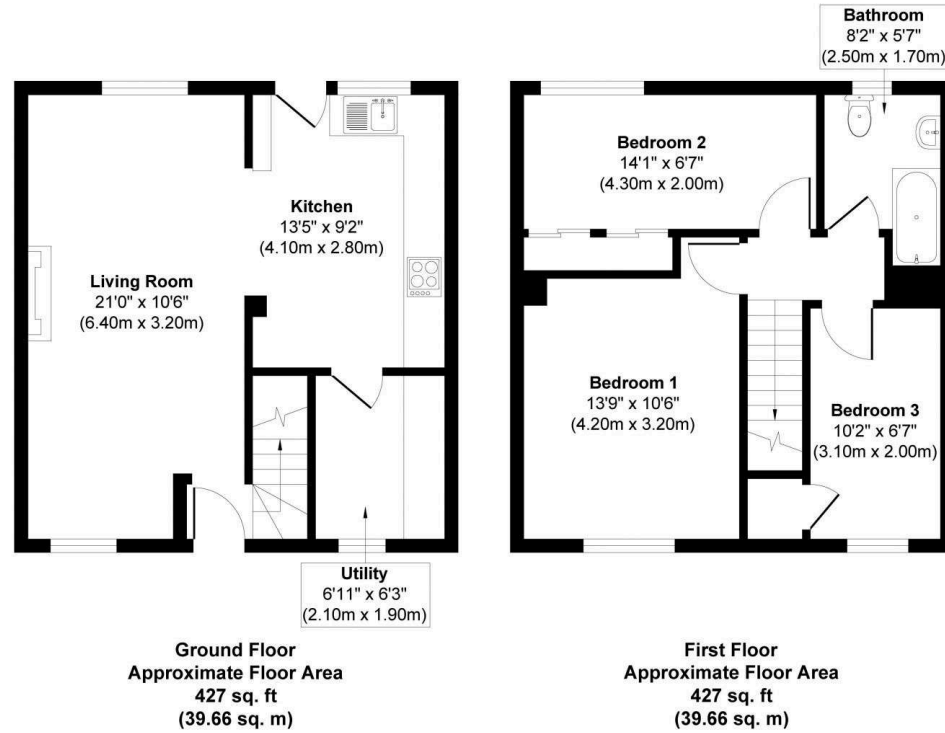 Living Room
21'0" x 10'6"
(6.40m x 3.20m)
Kitchen
13'5" x 9'2"
(4.10m x 2.80m)
Utility
6'11" x 6'3"
(2.10m x 1.90m)
Ground Floor
Approximate Floor Area
427 sq. ft
(39.66 sq. m)
Bathroom
8'2" x 5'7"
(2.50m x 1.70m)
Bedroom 2
14'1" x 6'7"
(4.30m x 2.00m)
Bedroom 1
13'9" x 10'6"
(4.20m x 3.20m)
Bedroom 3
10'2" x 6'7"
(3.10m x 2.00m)
First Floor
Approximate Floor Area
427 sq. ft
(39.66 sq. m)